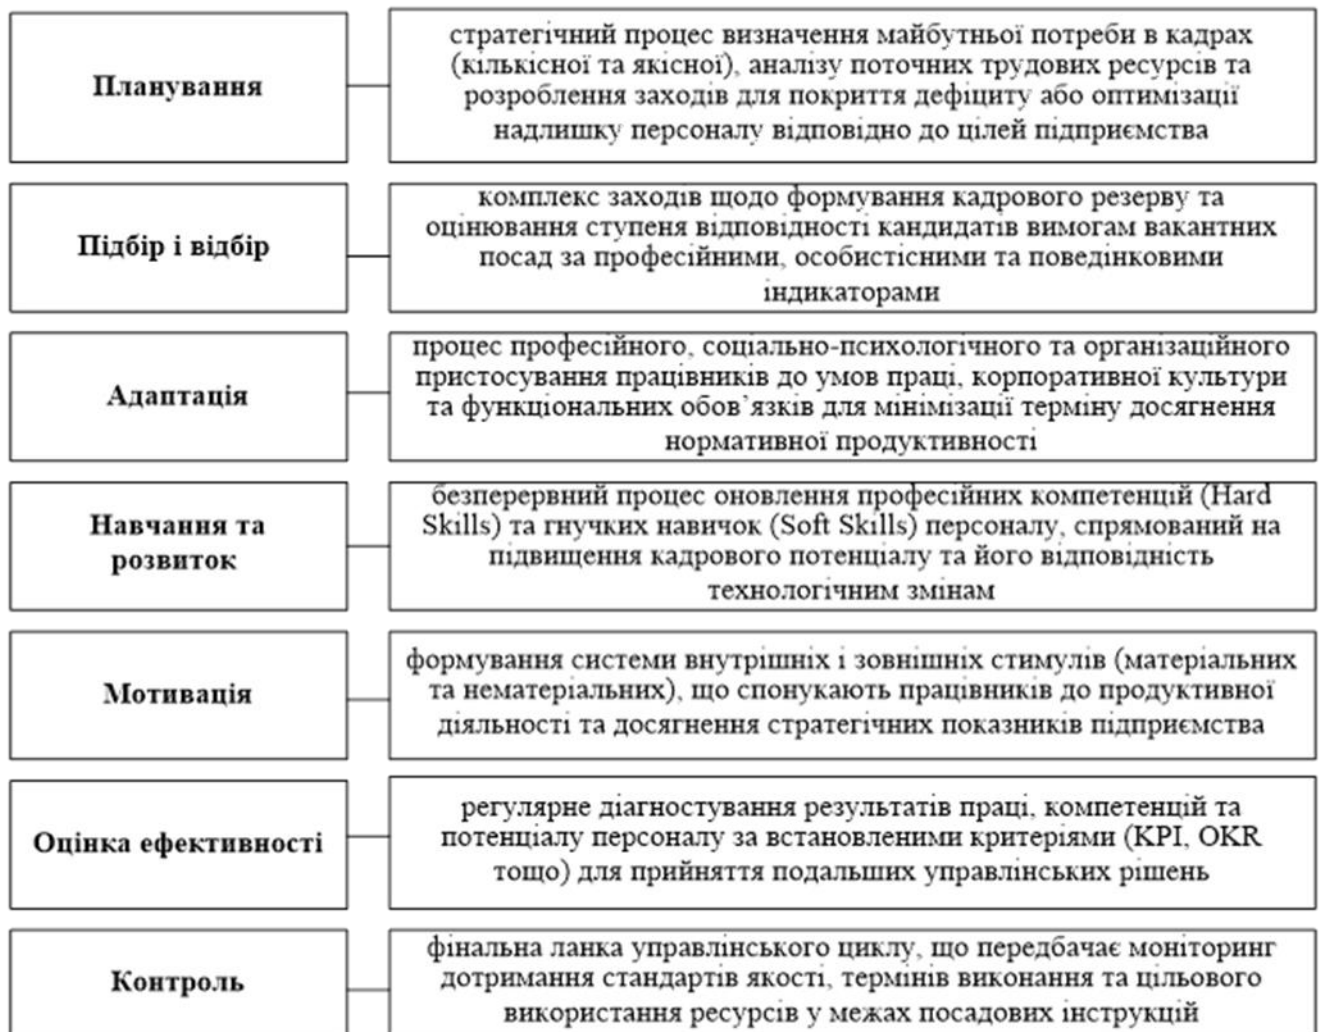 Планування
стратегічний процес визначення майбутньої потреби в кадрах
(кількісної та якісної), аналізу поточних трудових ресурсів та
розроблення заходів для покриття дефіциту або оптимізації
надлишку персоналу відповідно до цілей підприємства
Підбір і відбір
комплекс заходів щодо формування кадрового резерву та
оцінювання ступеня відповідності кандидатів вимогам вакантних
посад за професійними, особистісними та поведінковими
індикаторами
Адаптація
процес професійного, соціально-психологічного та організаційного
пристосування працівників до умов праці, корпоративної культури
та функціональних обов’язків для мінімізації терміну досягнення
нормативної продуктивності
Навчання та
розвиток
безперервний процес оновлення професійних компетенцій (Hard
Skills) та гнучких навичок (Soft Skills) персоналу, спрямований на
підвищення кадрового потенціалу та його відповідність
технологічним змінам
Мотивація
формування системи внутрішніх і зовнішніх стимулів (матеріальних
та нематеріальних), що спонукають працівників до продуктивної
діяльності та досягнення стратегічних показників підприємства
Оцінка ефективності
регулярне діагностування результатів праці, компетенцій та
потенціалу персоналу за встановленими критеріями (KPI, OKR
тощо) для прийняття подальших управлінських рішень
Контроль
фінальна ланка управлінського циклу, що передбачає моніторинг
дотримання стандартів якості, термінів виконання та цільового
використання ресурсів у межах посадових інструкцій